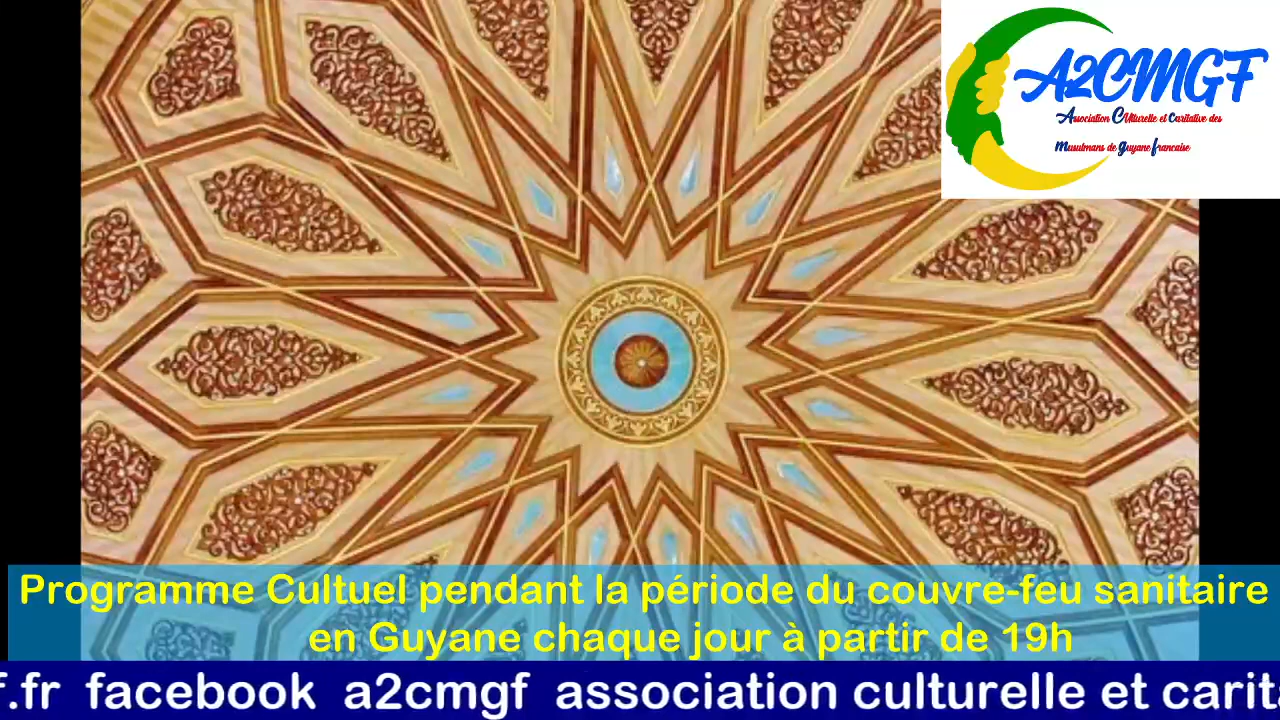 A2CMGF
Association Culturelle et Caritative des
Musulmans de Guyane francaise
Programme Cultuel pendant la période du couvre-feu sanitaire
en Guyane chaque jour à partir de 19h
f.fr facebook a2cmgf association culturelle et carita